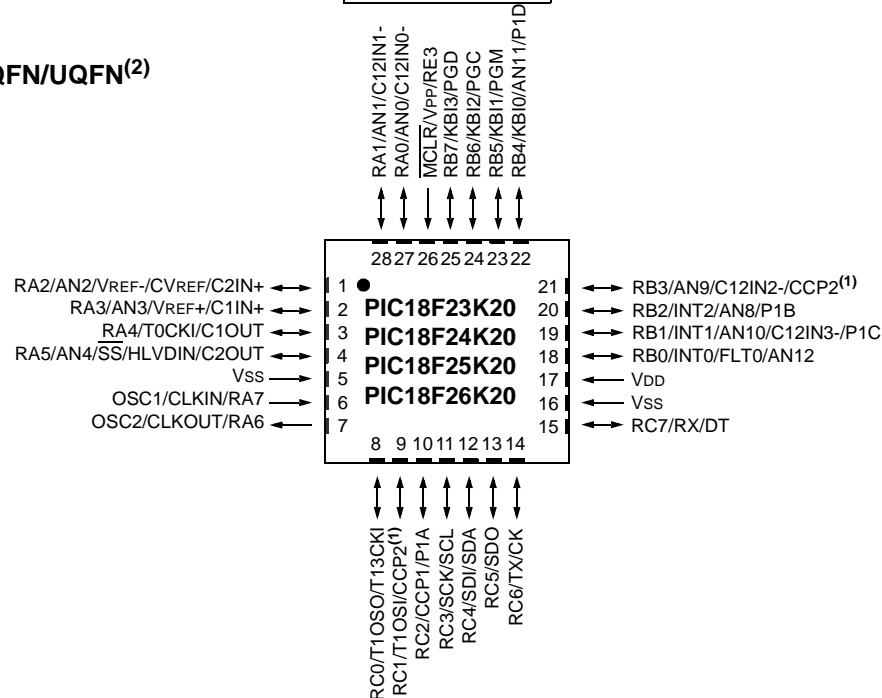 QFN/UQFN(2)
RA1/AN1/C12IN1-
RA0/AN0/C12IN0-
MCLR/VPP/RE3
RB7/KBI3/PGD
RB6/KBI2/PGC
RB5/KBI1/PGM
RB4/KBI0/AN11/P1D
28 27 26 25 24 23 22
RA2/AN2/VREF-/CVREF/C2IN+ 1
RA3/AN3/VREF+/C1IN+ 2
RA4/T0CKI/C1OUT 3
RA5/AN4/SS/HLVDIN/C2OUT 4
VSS 5
OSC1/CLKIN/RA7 6
OSC2/CLKOUT/RA6 7
PIC18F23K20
PIC18F24K20
PIC18F25K20
PIC18F26K20
21 RB3/AN9/C12IN2-/CCP2(1)
20 RB2/INT2/AN8/P1B
19 RB1/INT1/AN10/C12IN3-/P1C
18 RB0/INT0/FLT0/AN12
17 VDD
16 VSS
15 RC7/RX/DT
8 9 10 11 12 13 14
RC0/T1OSO/T13CKI
RC1/T1OSI/CCP2(1)
RC2/CCP1/P1A
RC3/SCK/SCL
RC4/SDI/SDA
RC5/SDO
RC6/TX/CK